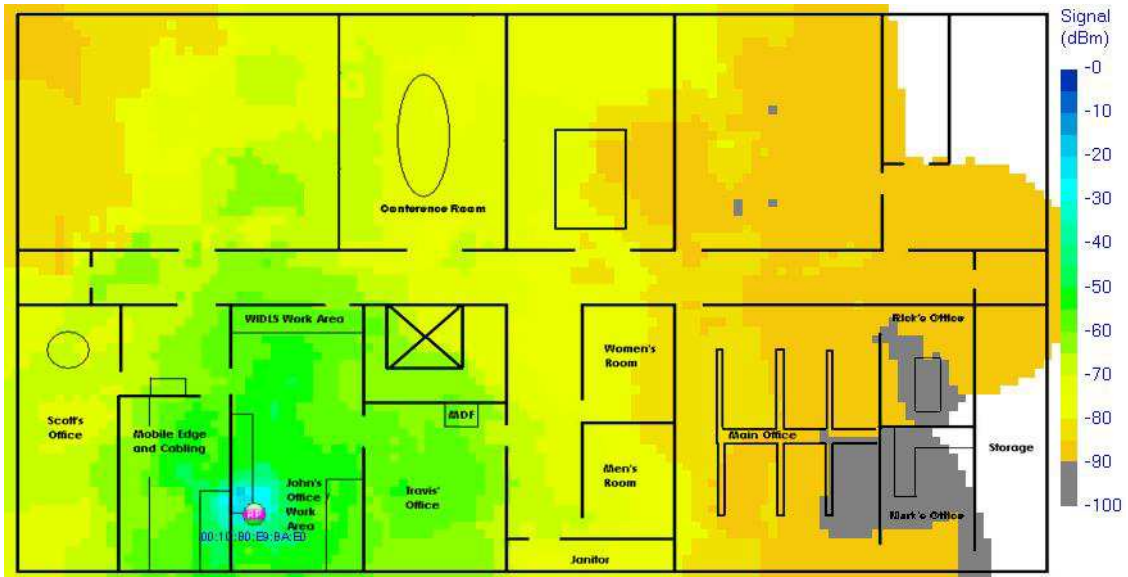 Signal
(dBm)
-0
-10
-20
-30
-40
-50
-60
-70
-80
-90
-100
Conference Room
WIDLS Work Area
Rick's Office
Women's
Room
MDF
Scott's
Office
Mobile Edge
and Cabling
Main Office
Storage
Men's
Room
John's
Office /
Work
Area
Travis'
Office
AP
Mark's Office
00:10:B0:E9:BA:E0
Janitor